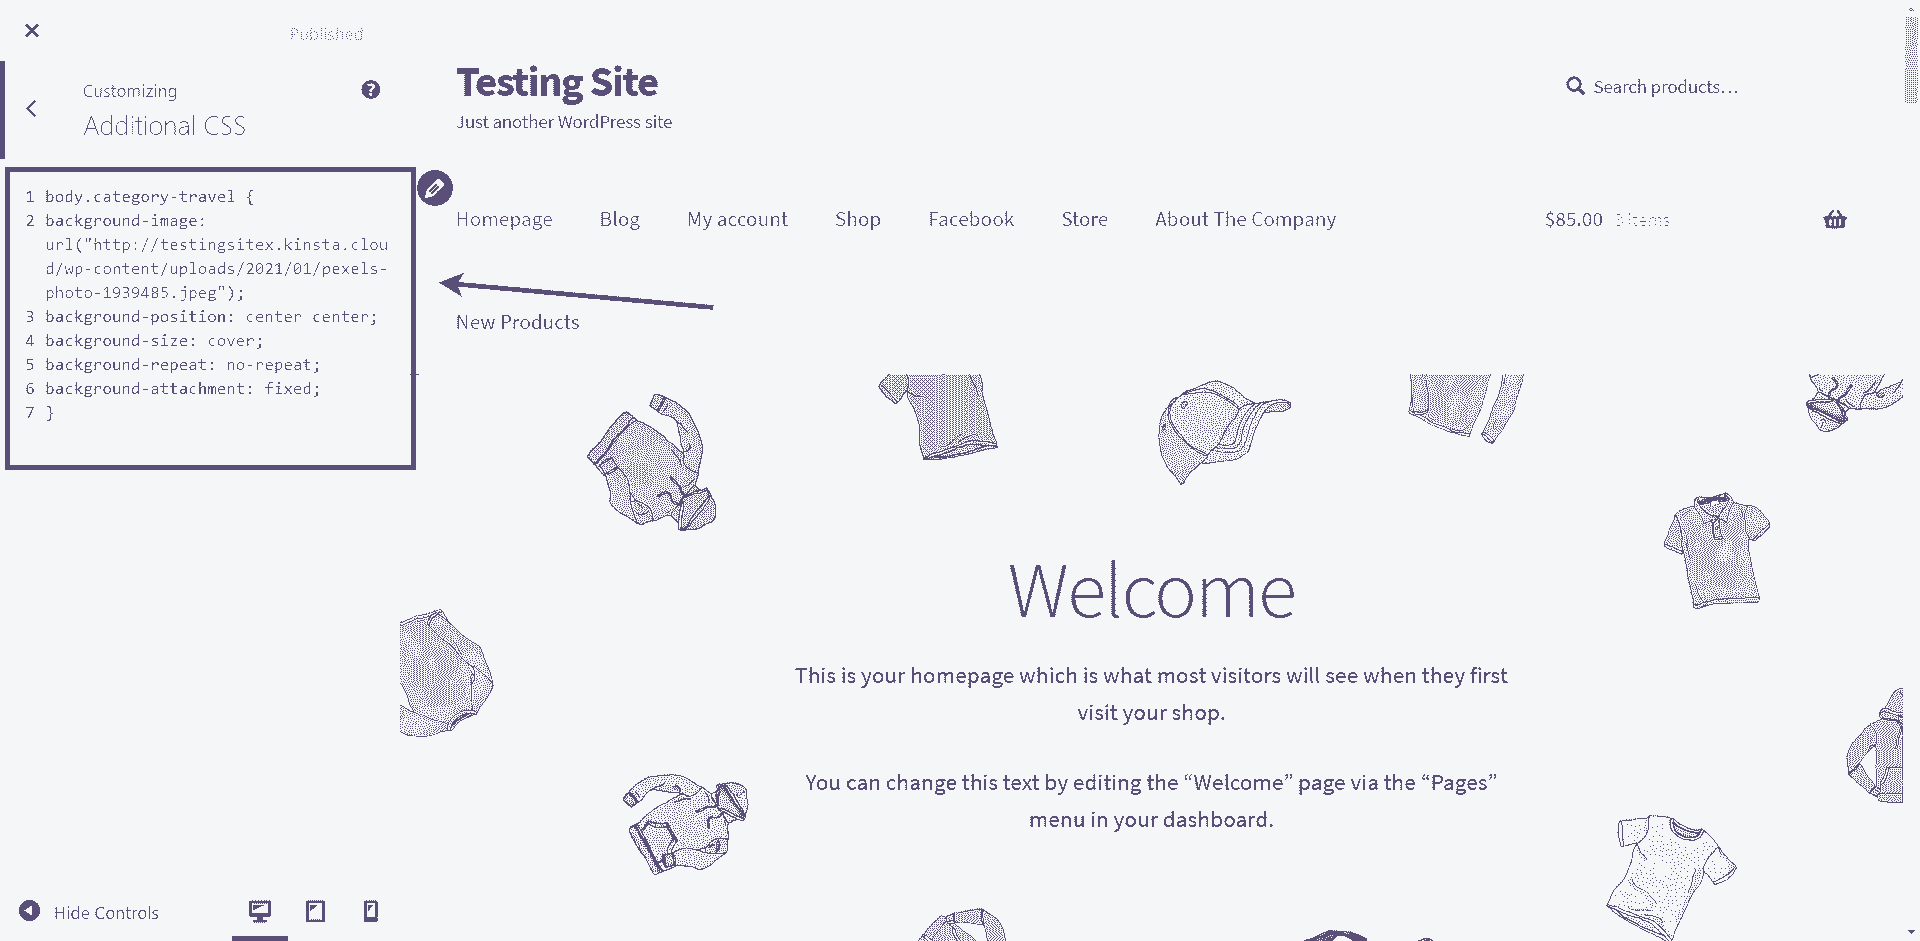 Published
Customizing
Additional CSS
1 body.category-travel {
2 background-image:
url("http://testingsitex.kinsta.clou
d/wp-content/uploads/2021/01/pexels-
photo-1939485.jpeg");
3 background-position: center center;
4 background-size: cover;
5 background-repeat: no-repeat;
6 background-attachment: fixed;
7 }
Hide Controls
Testing Site
Just another WordPress site
Search products…
Homepage Blog My account Shop Facebook Store About The Company $85.00 3 items
New Products
Welcome
This is your homepage which is what most visitors will see when they first
visit your shop.
You can change this text by editing the “Welcome” page via the “Pages”
menu in your dashboard.